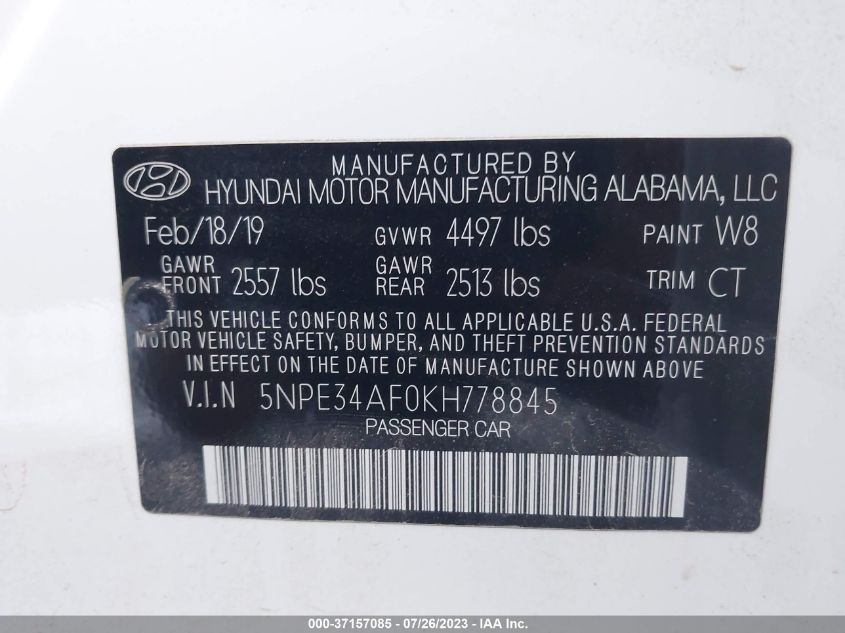 MANUFACTURED BY
HYUNDAI MOTOR MANUFACTURING ALABAMA, LLC
Feb/18/19 GVWR 4497 lbs PAINT W8
GAWR FRONT 2557 lbs GAWR REAR 2513 lbs TRIM CT
THIS VEHICLE CONFORMS TO ALL APPLICABLE U.S.A. FEDERAL
MOTOR VEHICLE SAFETY, BUMPER, AND THEFT PREVENTION STANDARDS
IN EFFECT ON THE DATE OF MANUFACTURE SHOWN ABOVE.
V.I.N 5NPE34AF0KH778845
PASSENGER CAR
000-37157085 - 07/26/2023 - IAA Inc.